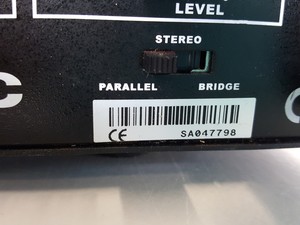 LEVEL
STEREO
PARALLEL BRIDGE
C
CE SA047798